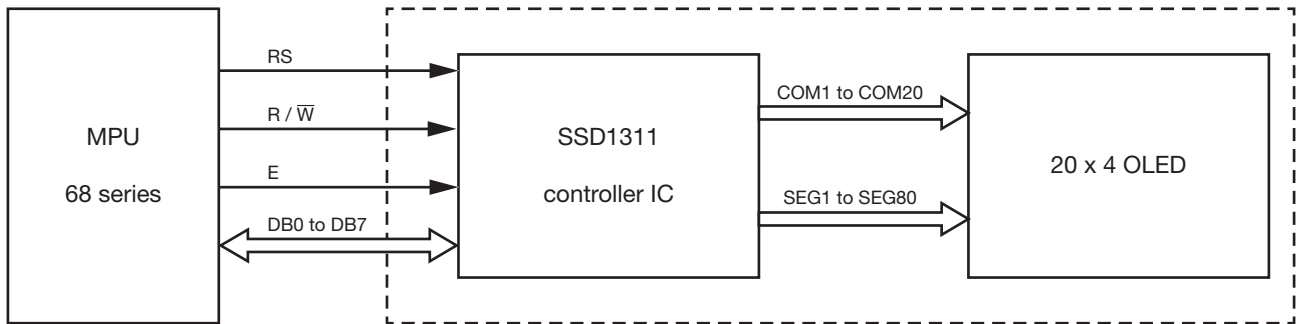 MPU
68 series
RS
R / W̅
E
DB0 to DB7
SSD1311
controller IC
COM1 to COM20
SEG1 to SEG80
20 x 4 OLED